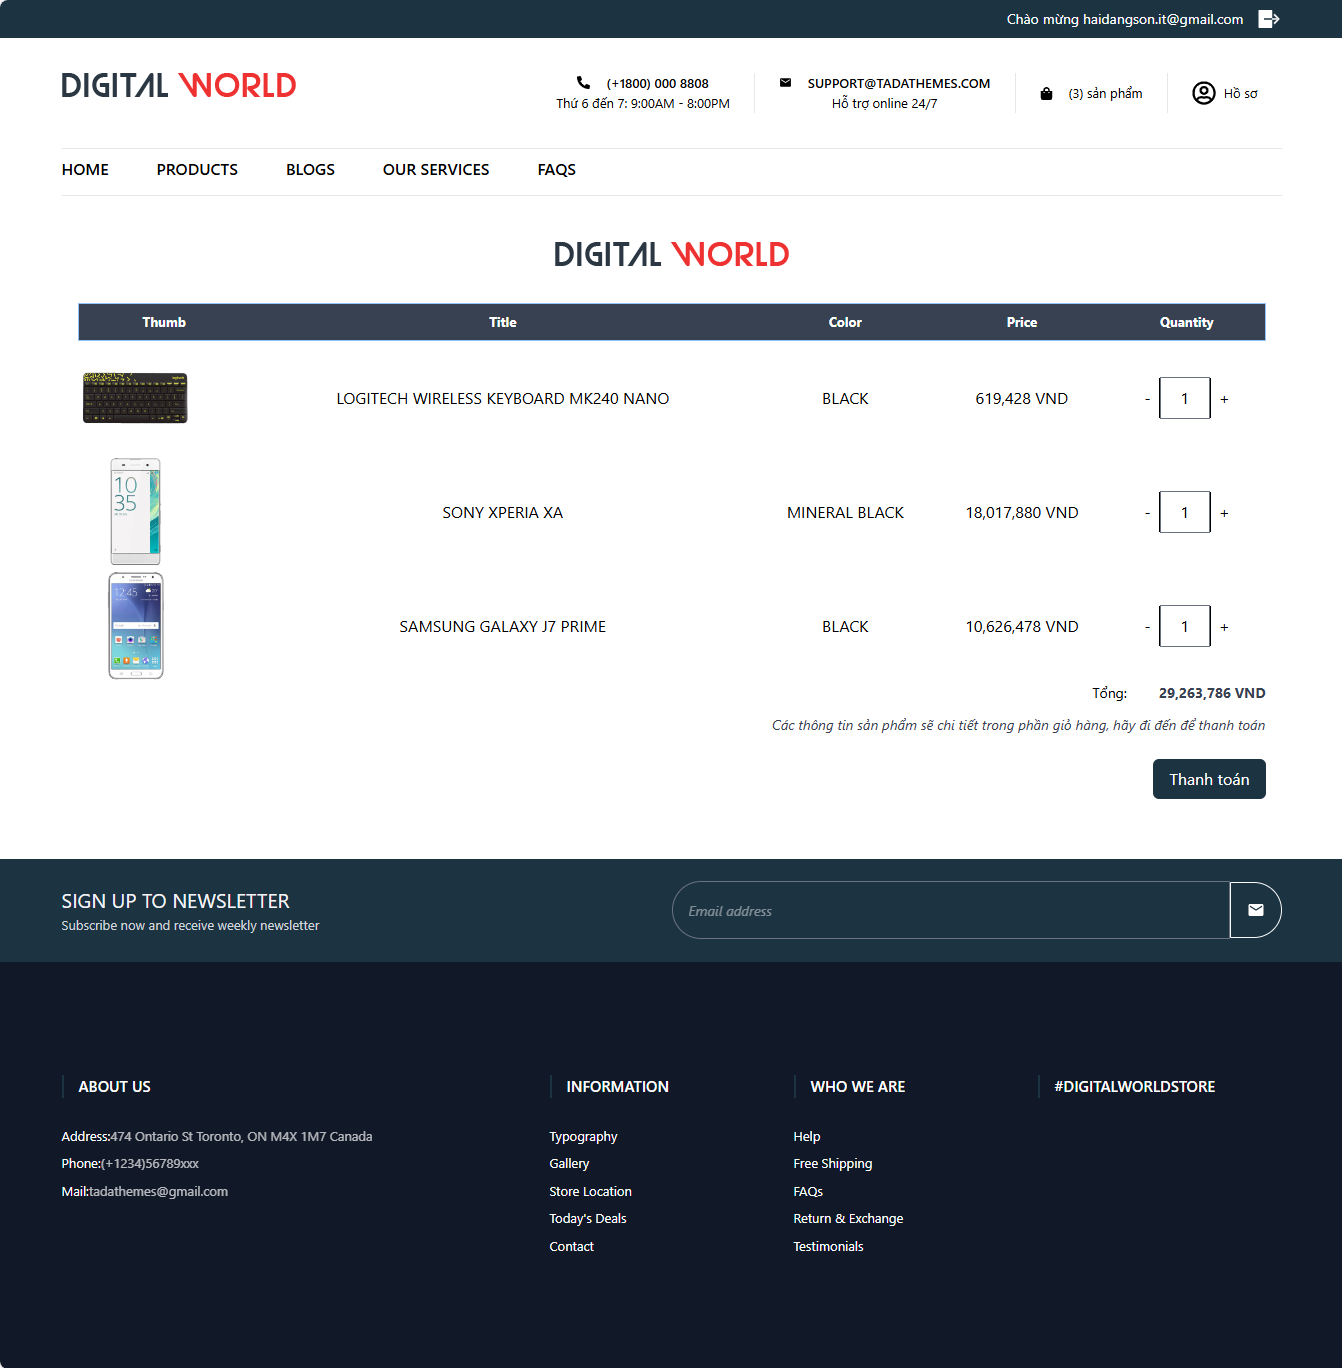 Chào mừng haidangson.it@gmail.com
DIGITAL WORLD
(+1800) 000 8808
Thứ 6 đến 7: 9:00AM - 8:00PM
SUPPORT@TADATHEMES.COM
Hỗ trợ online 24/7
(3) sản phẩm
Hồ sơ
HOME PRODUCTS BLOGS OUR SERVICES FAQS
DIGITAL WORLD
Thumb Title Color Price Quantity
LOGITECH WIRELESS KEYBOARD MK240 NANO BLACK 619,428 VND - 1 +
10
35
SONY XPERIA XA MINERAL BLACK 18,017,880 VND - 1 +
12:45
SAMSUNG GALAXY J7 PRIME BLACK 10,626,478 VND - 1 +
Tổng: 29,263,786 VND
Các thông tin sản phẩm sẽ chi tiết trong phần giỏ hàng, hãy đi đến để thanh toán
Thanh toán
SIGN UP TO NEWSLETTER
Subscribe now and receive weekly newsletter
Email address
ABOUT US
Address:474 Ontario St Toronto, ON M4X 1M7 Canada
Phone:(+1234)56789xxx
Mail:tadathemes@gmail.com
INFORMATION
Typography
Gallery
Store Location
Today's Deals
Contact
WHO WE ARE
Help
Free Shipping
FAQs
Return & Exchange
Testimonials
#DIGITALWORLDSTORE